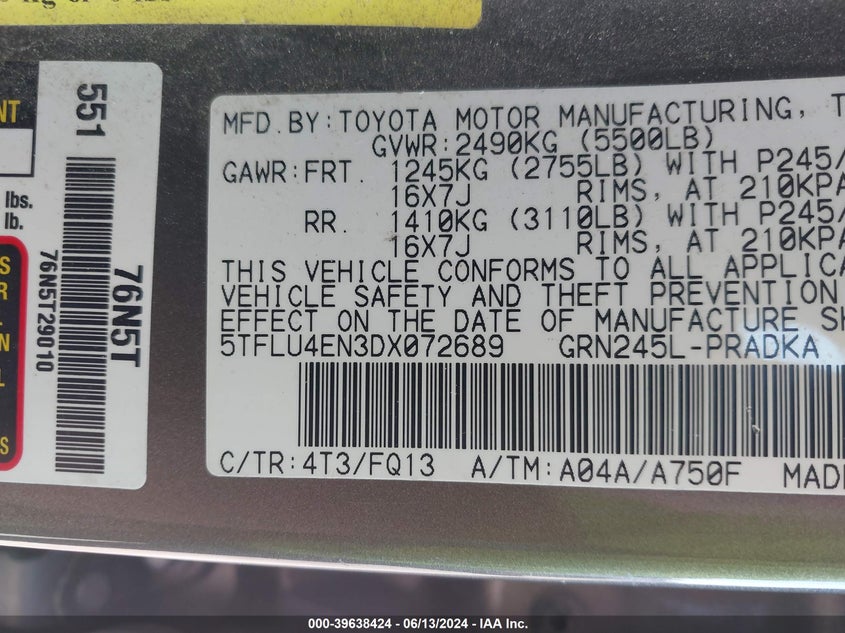 551
NT
lbs.
lb.
76N5T
76N5T29010
S
R
N
L
S
MFD.BY:TOYOTA MOTOR MANUFACTURING, T
GVWR:2490KG (5500LB)
GAWR:FRT. 1245KG (2755LB) WITH P245/
16X7J RIMS, AT 210KPA
RR. 1410KG (3110LB) WITH P245/
16X7J RIMS, AT 210KPA
THIS VEHICLE CONFORMS TO ALL APPLICA
VEHICLE SAFETY AND THEFT PREVENTION
EFFECT ON THE DATE OF MANUFACTURE SH
5TFLU4EN3DX072689 GRN245L-PRADKA
C/TR:4T3/FQ13 A/TM:A04A/A750F MADE
000-39638424 - 06/13/2024 - IAA Inc.